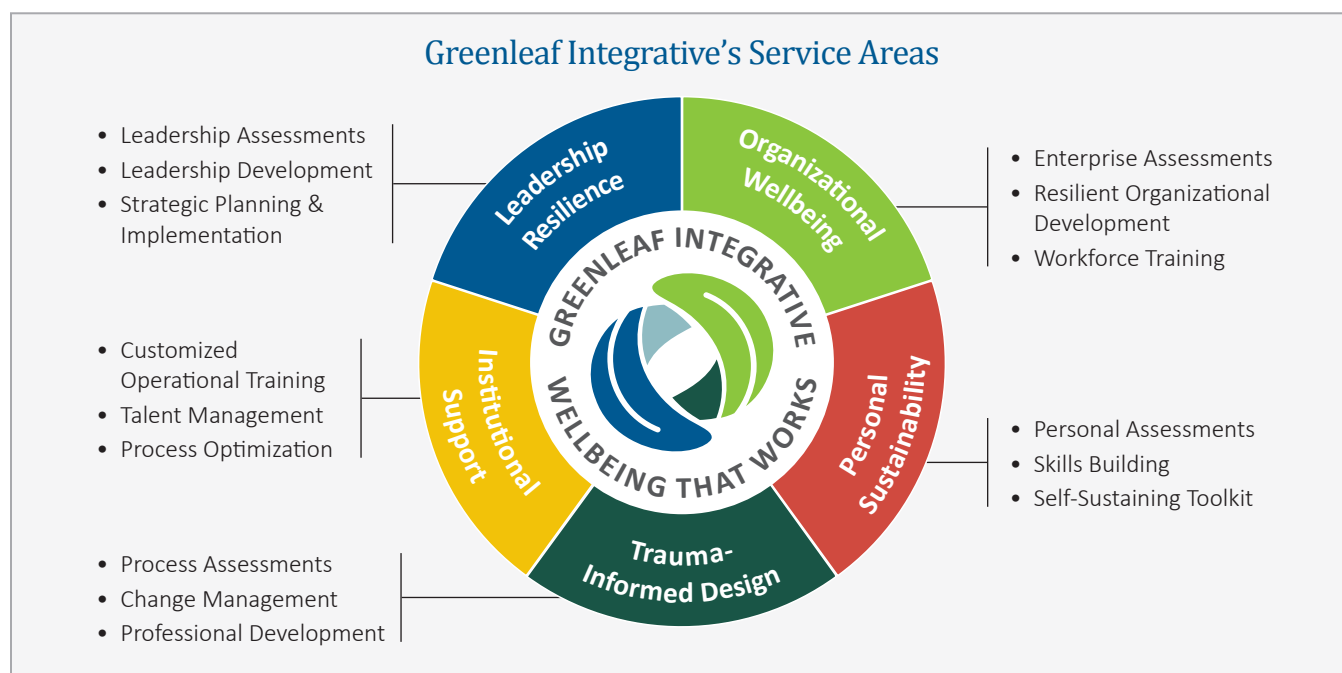 Greenleaf Integrative's Service Areas
• Leadership Assessments
• Leadership Development
• Strategic Planning &
Implementation
Leadership
Resilience
Organizational
Wellbeing
• Enterprise Assessments
• Resilient Organizational
Development
• Workforce Training
GREENLEAF INTEGRATIVE
WELLBEING THAT WORKS
• Customized
Operational Training
• Talent Management
• Process Optimization
Institutional
Support
Personal
Sustainability
• Personal Assessments
• Skills Building
• Self-Sustaining Toolkit
Trauma-
Informed Design
• Process Assessments
• Change Management
• Professional Development